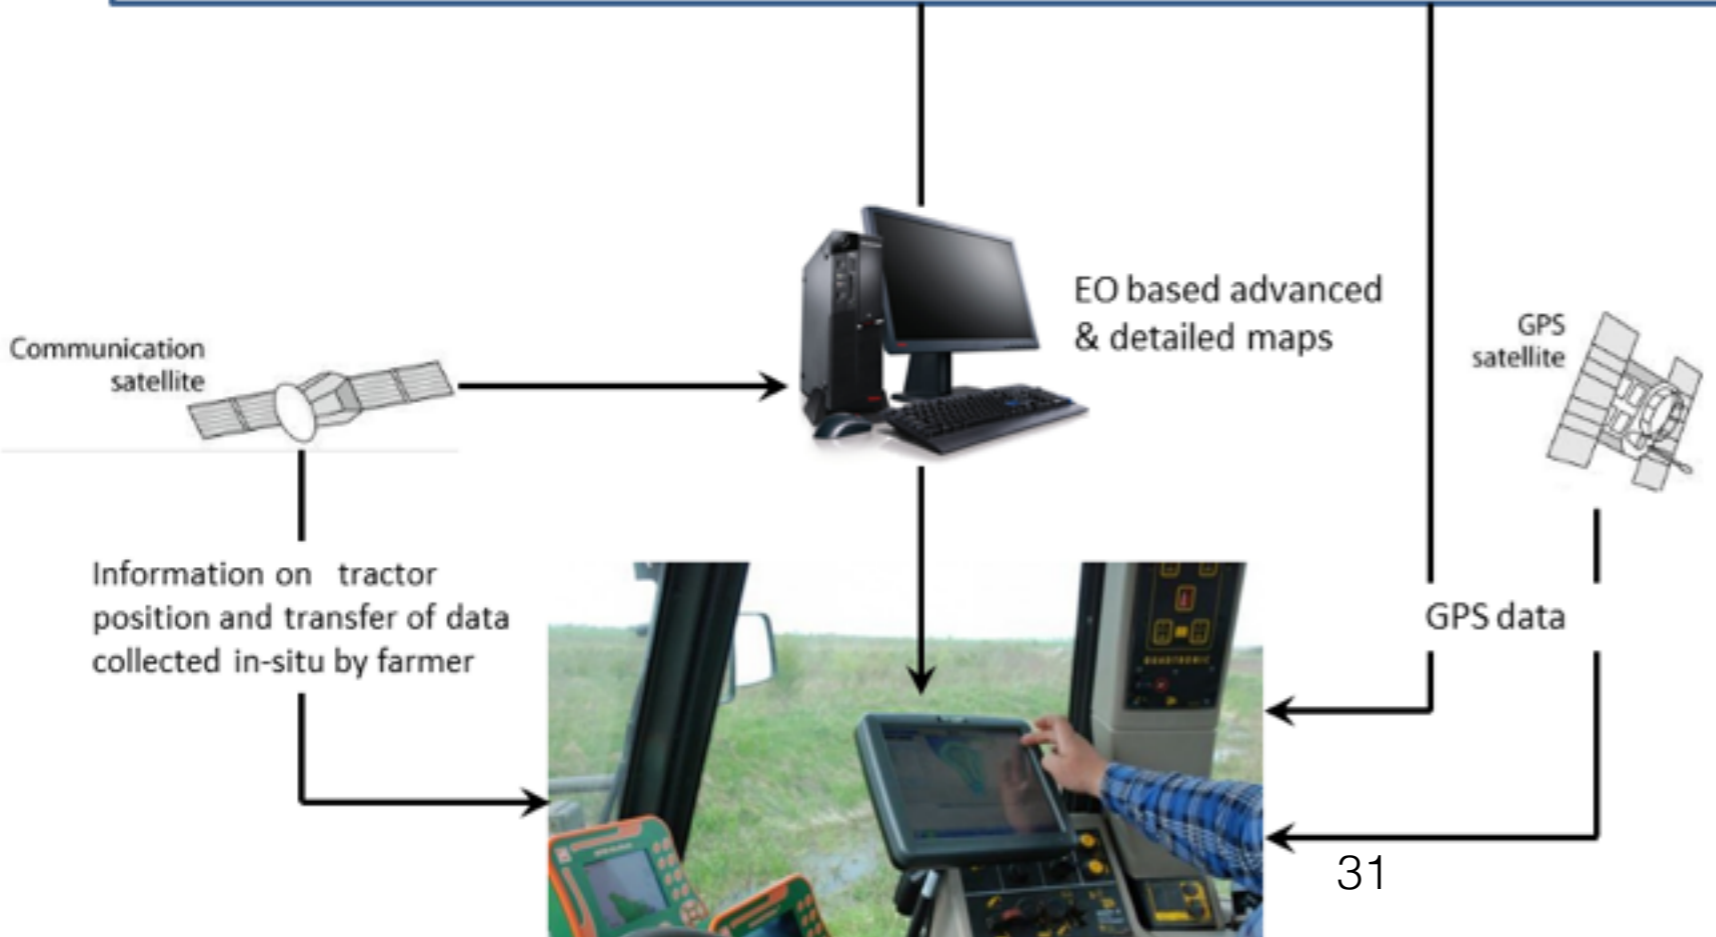 EO based advanced
& detailed maps
Communication
satellite
GPS
satellite
Information on tractor
position and transfer of data
collected in-situ by farmer
GPS data
31